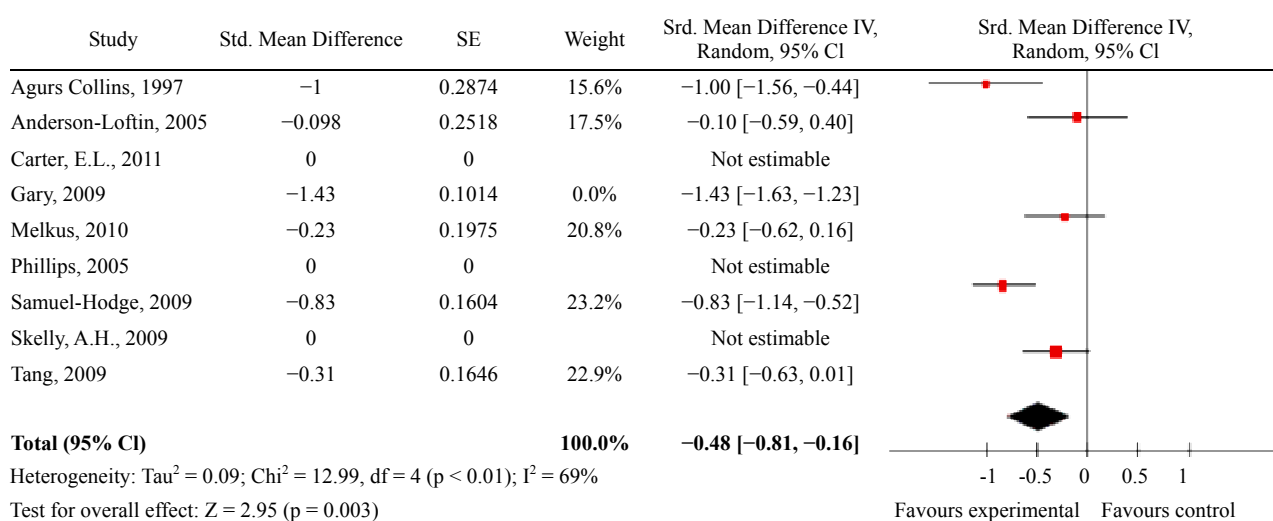 Study Std. Mean Difference SE Weight Srd. Mean Difference IV, Random, 95% Cl Srd. Mean Difference IV, Random, 95% Cl
Agurs Collins, 1997 −1 0.2874 15.6% −1.00 [−1.56, −0.44]
Anderson-Loftin, 2005 −0.098 0.2518 17.5% −0.10 [−0.59, 0.40]
Carter, E.L., 2011 0 0 Not estimable
Gary, 2009 −1.43 0.1014 0.0% −1.43 [−1.63, −1.23]
Melkus, 2010 −0.23 0.1975 20.8% −0.23 [−0.62, 0.16]
Phillips, 2005 0 0 Not estimable
Samuel-Hodge, 2009 −0.83 0.1604 23.2% −0.83 [−1.14, −0.52]
Skelly, A.H., 2009 0 0 Not estimable
Tang, 2009 −0.31 0.1646 22.9% −0.31 [−0.63, 0.01]
Total (95% Cl) 100.0% −0.48 [−0.81, −0.16]
Heterogeneity: Tau² = 0.09; Chi² = 12.99, df = 4 (p < 0.01); I² = 69%
-1 -0.5 0 0.5 1
Test for overall effect: Z = 2.95 (p = 0.003)
Favours experimental Favours control